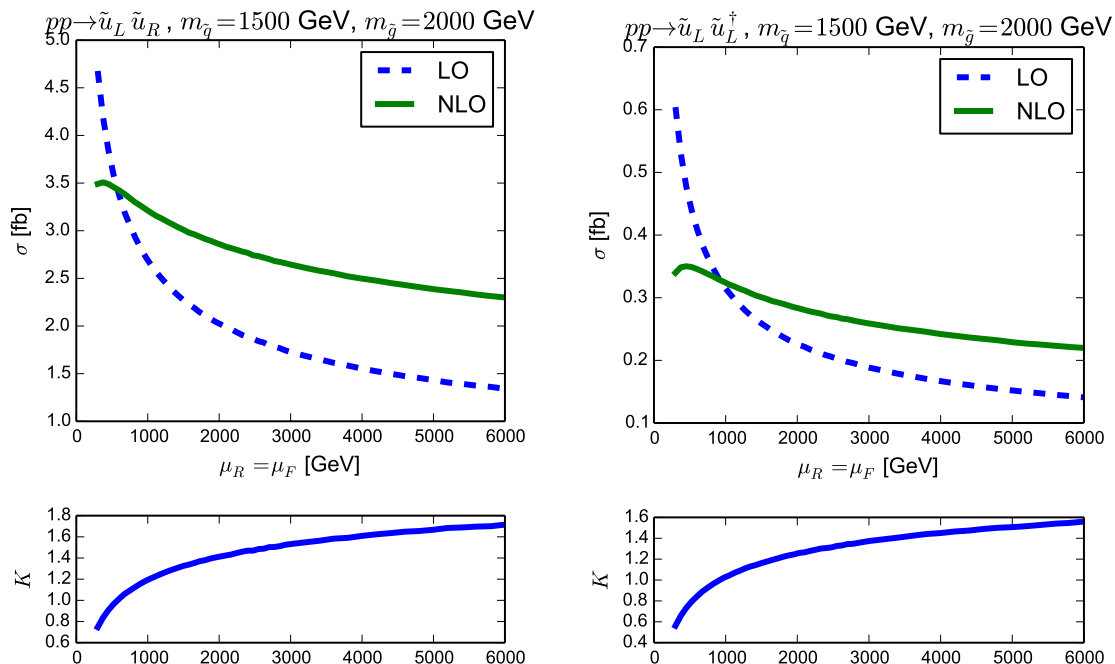 pp→ũ_L ũ_R , m_q̃=1500 GeV, m_g̃=2000 GeV
5.0
4.5
4.0
3.5
3.0
2.5
2.0
1.5
1.0
σ [fb]
LO
NLO
0 1000 2000 3000 4000 5000 6000
μ_R =μ_F [GeV]
1.8
1.6
1.4
1.2
1.0
0.8
0.6
K
0 1000 2000 3000 4000 5000 6000
pp→ũ_L ũ_L^† , m_q̃=1500 GeV, m_g̃=2000 GeV
0.7
0.6
0.5
0.4
0.3
0.2
0.1
σ [fb]
LO
NLO
0 1000 2000 3000 4000 5000 6000
μ_R =μ_F [GeV]
1.6
1.4
1.2
1.0
0.8
0.6
0.4
K
0 1000 2000 3000 4000 5000 6000